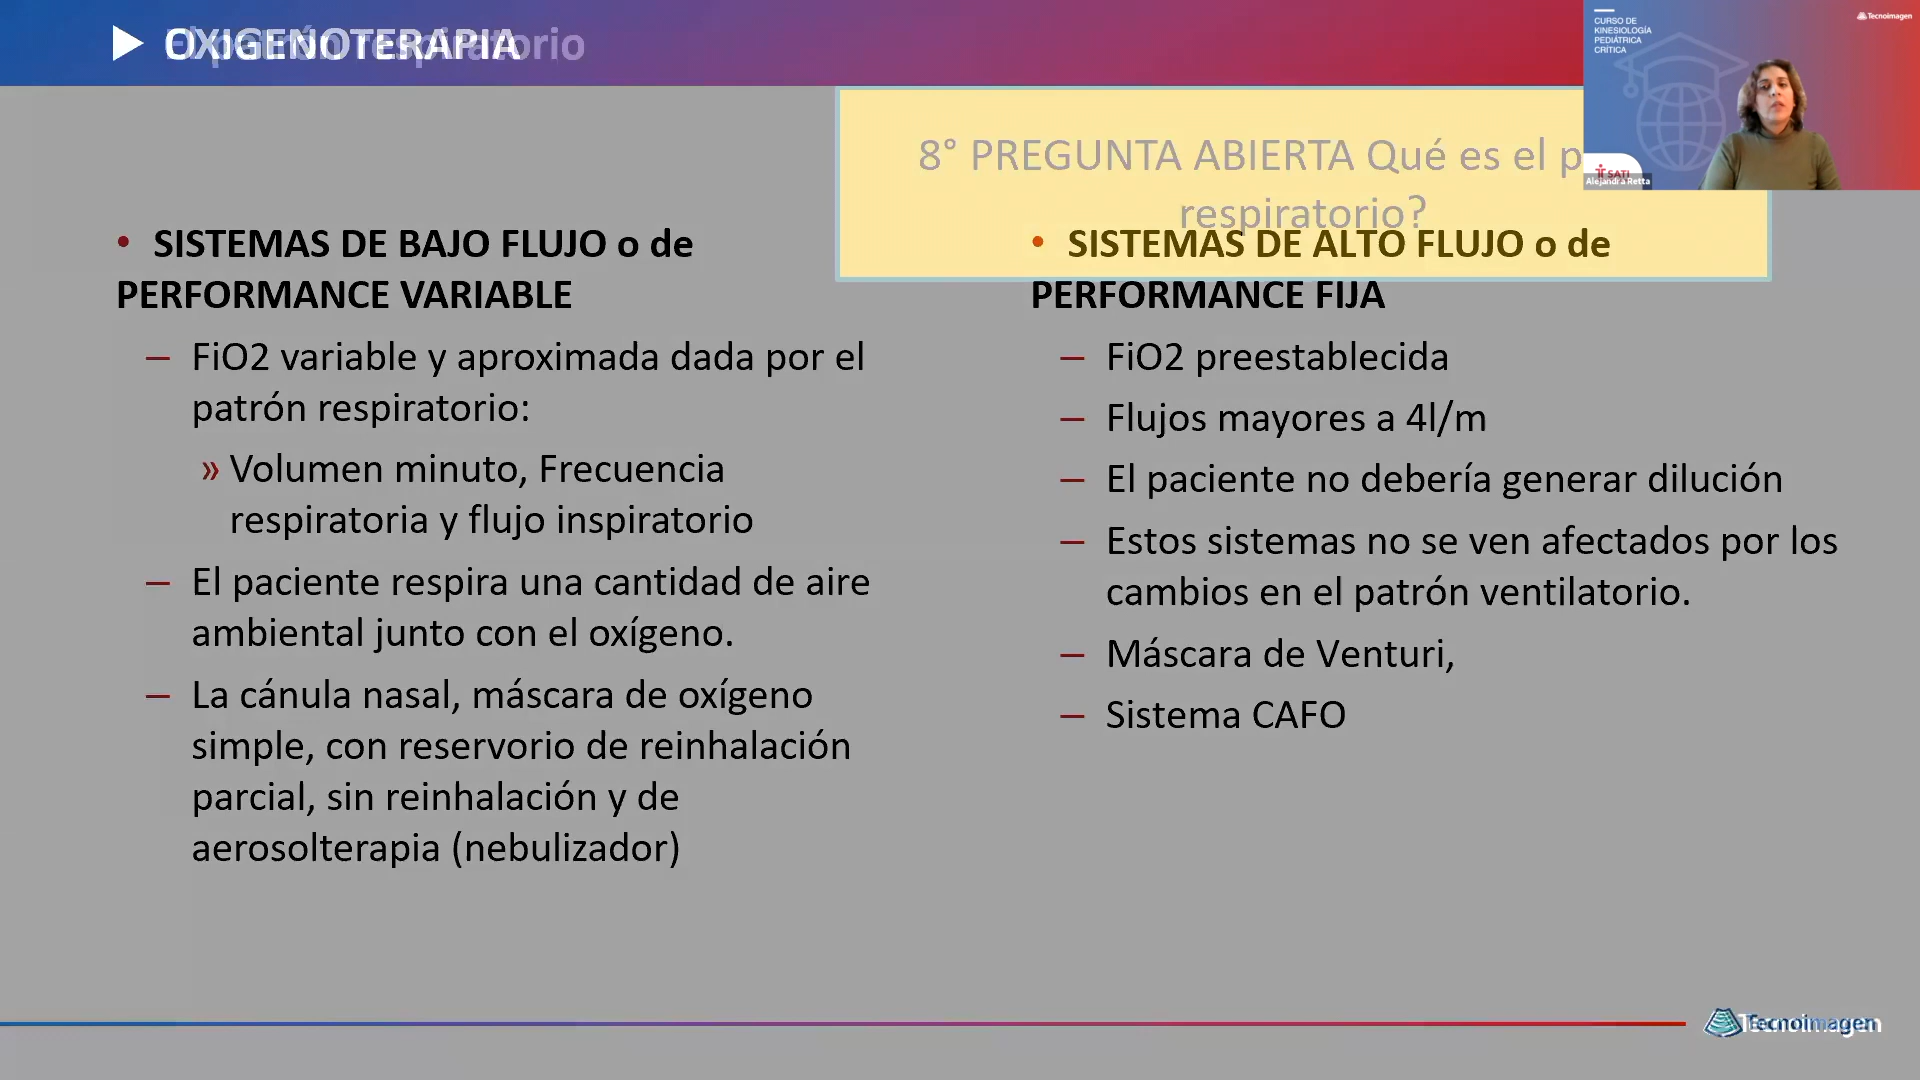 OXIGENOTERAPIA
El patrón respiratorio
8° PREGUNTA ABIERTA Qué es el p
respiratorio?
• SISTEMAS DE BAJO FLUJO o de
PERFORMANCE VARIABLE
– FiO2 variable y aproximada dada por el
patrón respiratorio:
» Volumen minuto, Frecuencia
respiratoria y flujo inspiratorio
– El paciente respira una cantidad de aire
ambiental junto con el oxígeno.
– La cánula nasal, máscara de oxígeno
simple, con reservorio de reinhalación
parcial, sin reinhalación y de
aerosolterapia (nebulizador)
• SISTEMAS DE ALTO FLUJO o de
PERFORMANCE FIJA
– FiO2 preestablecida
– Flujos mayores a 4l/m
– El paciente no debería generar dilución
– Estos sistemas no se ven afectados por los
cambios en el patrón ventilatorio.
– Máscara de Venturi,
– Sistema CAFO
CURSO DE
KINESIOLOGÍA
PEDIÁTRICA
CRÍTICA
Tecnoimagen
SATI
Alejandra Retta
Tecnoimagen